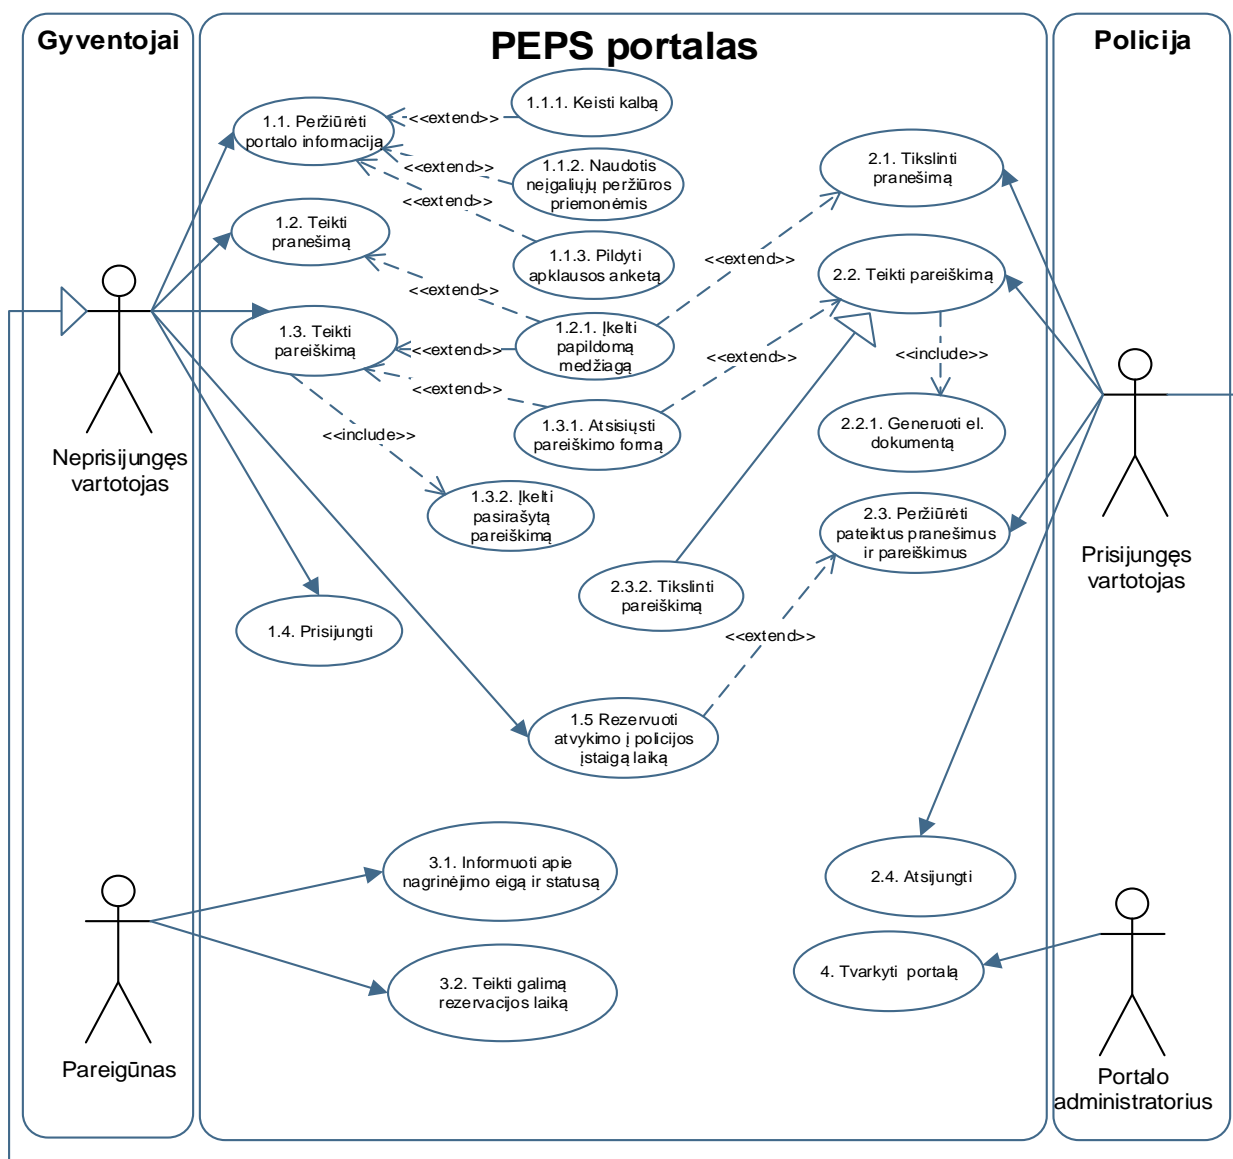 Gyventojai
PEPS portalas
Policija
1.1. Peržiūrėti
portalo informaciją
<<extend>>
1.1.1. Keisti kalbą
<<extend>>
1.1.2. Naudotis
neįgaliųjų peržiūros
priemonėmis
2.1. Tikslinti
pranešimą
1.2. Teikti
pranešimą
<<extend>>
1.1.3. Pildyti
apklausos anketą
<<extend>>
2.2. Teikti pareiškimą
<<extend>>
1.3. Teikti
pareiškimą
<<extend>>
1.2.1. Įkelti
papildomą
medžiagą
<<extend>>
<<include>>
<<extend>>
1.3.1. Atsisiųsti
pareiškimo formą
2.2.1. Generuoti el.
dokumentą
<<include>>
Neprisijungęs
vartotojas
1.3.2. Įkelti
pasirašytą
pareiškimą
2.3. Peržiūrėti
pateiktus pranešimus
ir pareiškimus
Prisijungęs
vartotojas
2.3.2. Tikslinti
pareiškimą
1.4. Prisijungti
<<extend>>
1.5 Rezervuoti
atvykimo į policijos
įstaigą laiką
3.1. Informuoti apie
nagrinėjimo eigą ir statusą
2.4. Atsijungti
3.2. Teikti galimą
rezervacijos laiką
4. Tvarkyti portalą
Pareigūnas
Portalo
administratorius